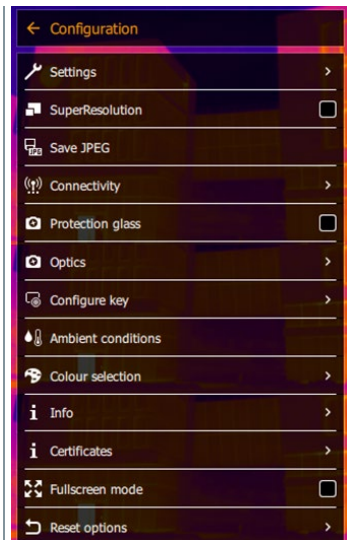 Configuration
Settings
SuperResolution
Save JPEG
Connectivity
Protection glass
Optics
Configure key
Ambient conditions
Colour selection
Info
Certificates
Fullscreen mode
Reset options